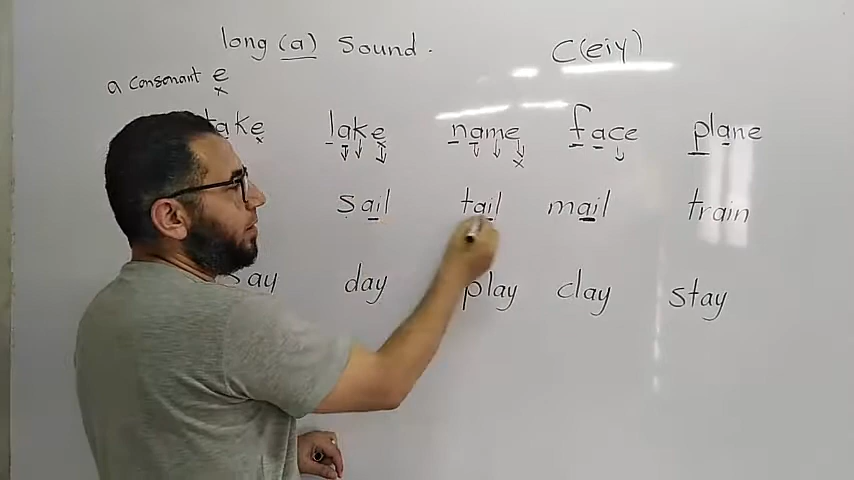 long (a) Sound. C(eiy)
a consonant e
take lake name face plane
sail tail mail train
say day play clay stay